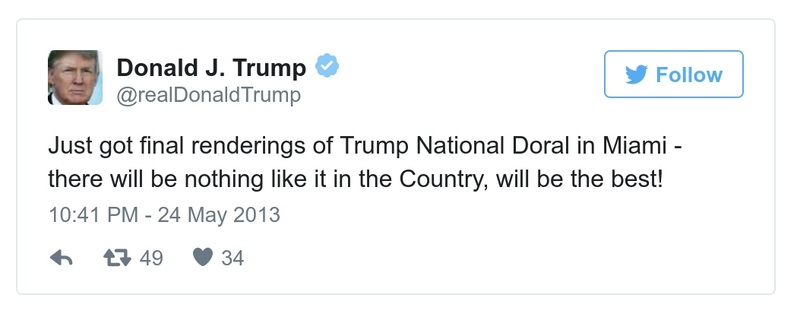 Donald J. Trump
@realDonaldTrump
Follow
Just got final renderings of Trump National Doral in Miami -
there will be nothing like it in the Country, will be the best!
10:41 PM - 24 May 2013
49 34